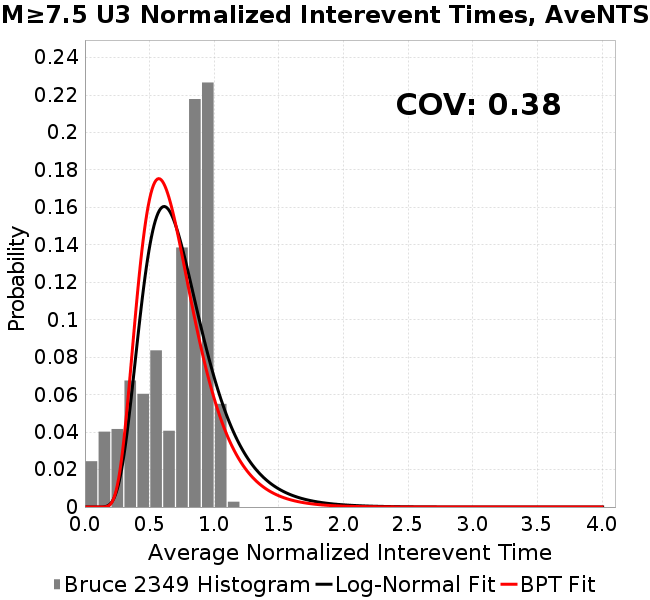 M≥7.5 U3 Normalized Interevent Times, AveNTS
COV: 0.38
0.24
0.22
0.2
0.18
0.16
0.14
0.12
0.1
0.08
0.06
0.04
0.02
0
Probability
0.0 0.5 1.0 1.5 2.0 2.5 3.0 3.5 4.0
Average Normalized Interevent Time
Bruce 2349 Histogram Log-Normal Fit BPT Fit